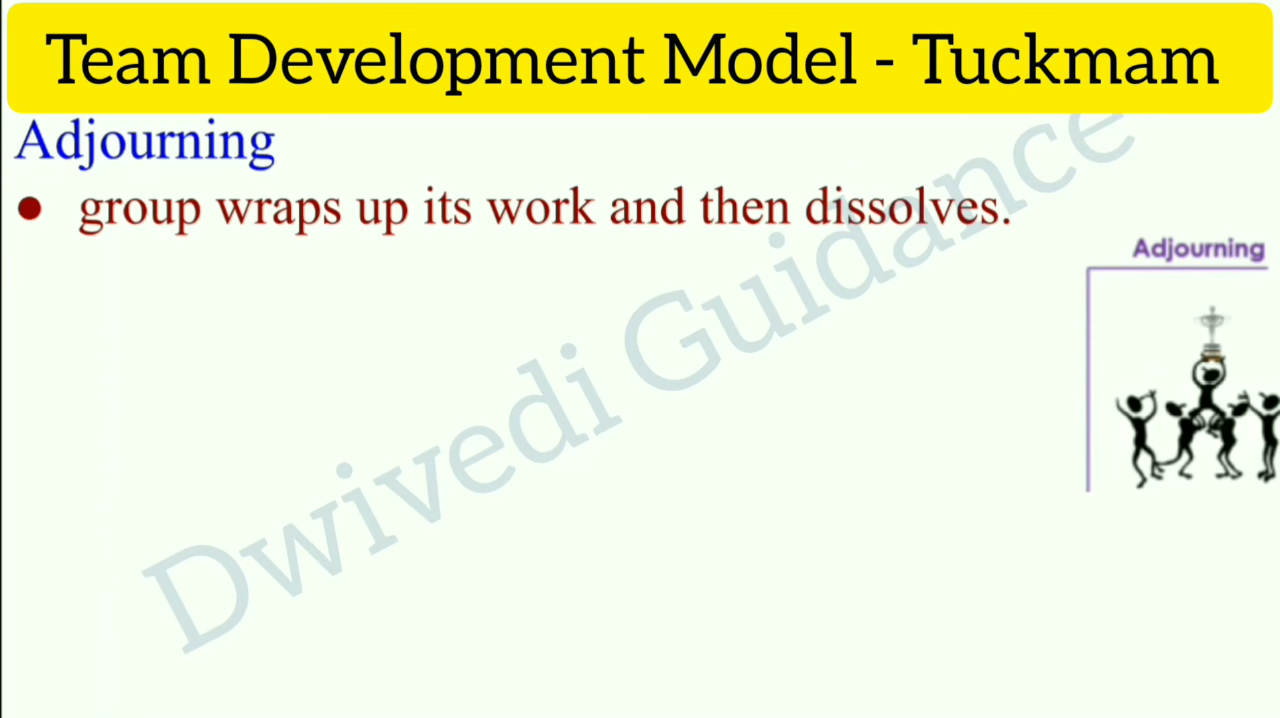 Team Development Model - Tuckmam
Adjourning
● group wraps up its work and then dissolves.
Adjourning
Dwivedi Guidance